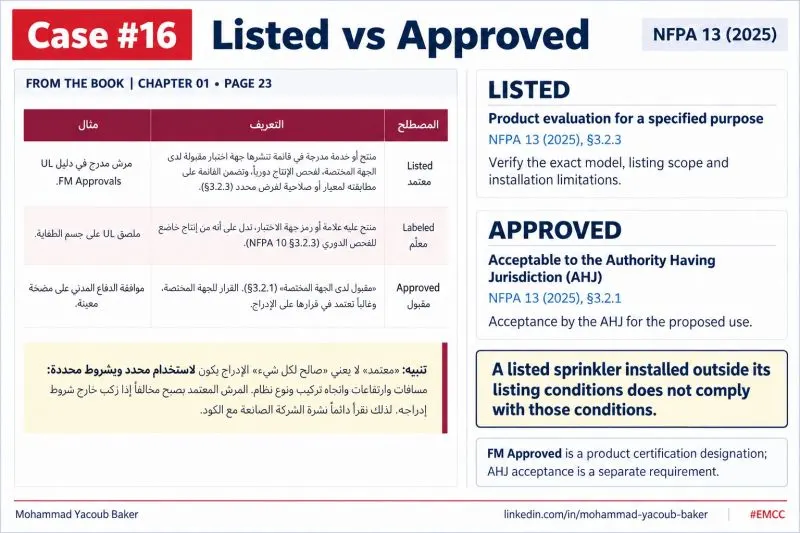 Case #16
Listed vs Approved
NFPA 13 (2025)
FROM THE BOOK | CHAPTER 01 • PAGE 23
المصطلح
التعريف
مثال
Listed
معتمد
منتج أو خدمة مدرجة في قائمة تنشرها جهة اختبار مقبولة لدى
الجهة المختصة، لفحص الإنتاج دورياً، وتضمن القائمة على
مطابقته لمعيار أو صلاحية لغرض محدد (§3.2.3).
مرش مدرج في دليل UL
أو FM Approvals.
Labeled
معلّم
منتج عليه علامة أو رمز جهة الاختبار، تدل على أنه من إنتاج خاضع
للفحص الدوري (NFPA 10 §3.2.3).
ملصق UL على جسم الطفاية.
Approved
مقبول
«مقبول لدى الجهة المختصة» (§3.2.1). القرار للجهة المختصة،
وغالباً تعتمد في قرارها على الإدراج.
موافقة الدفاع المدني على مضخة
معينة.
تنبيه: «معتمد» لا يعني «صالح لكل شيء» الإدراج يكون لاستخدام محدد وبشروط محددة:
مسافات وارتفاعات واتجاه تركيب ونوع نظام. المرش المعتمد يصبح مخالفاً إذا رُكب خارج شروط
إدراجه. لذلك نقرأ دائماً نشرة الشركة الصانعة مع الكود.
LISTED
Product evaluation for a specified purpose
NFPA 13 (2025), §3.2.3
Verify the exact model, listing scope and
installation limitations.
APPROVED
Acceptable to the Authority Having
Jurisdiction (AHJ)
NFPA 13 (2025), §3.2.1
Acceptance by the AHJ for the proposed use.
A listed sprinkler installed outside its
listing conditions does not comply
with those conditions.
FM Approved is a product certification designation;
AHJ acceptance is a separate requirement.
Mohammad Yacoub Baker
linkedin.com/in/mohammad-yacoub-baker
#EMCC